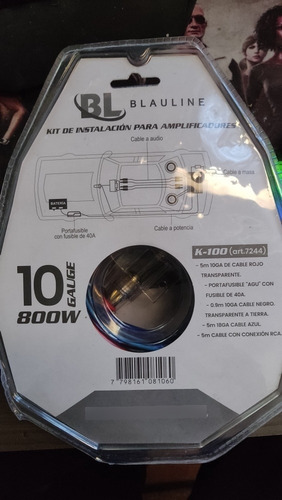 BL BLAULINE
KIT DE INSTALACIÓN PARA AMPLIFICADORES
Cable a audio
BATERÍA
Cable a masa
Portafusible
con fusible de 40A
Cable a potencia
K-100 (art.7244)
- 5m 10GA DE CABLE ROJO
TRANSPARENTE.
- PORTAFUSIBLE "AGU" CON
FUSIBLE DE 40A.
- 0.9m 10GA CABLE NEGRO.
TRANSPARENTE A TIERRA.
- 5m 18GA CABLE AZUL.
- 5m CABLE CON CONEXIÓN RCA.
10 GAUGE
800W
7 798161 081060